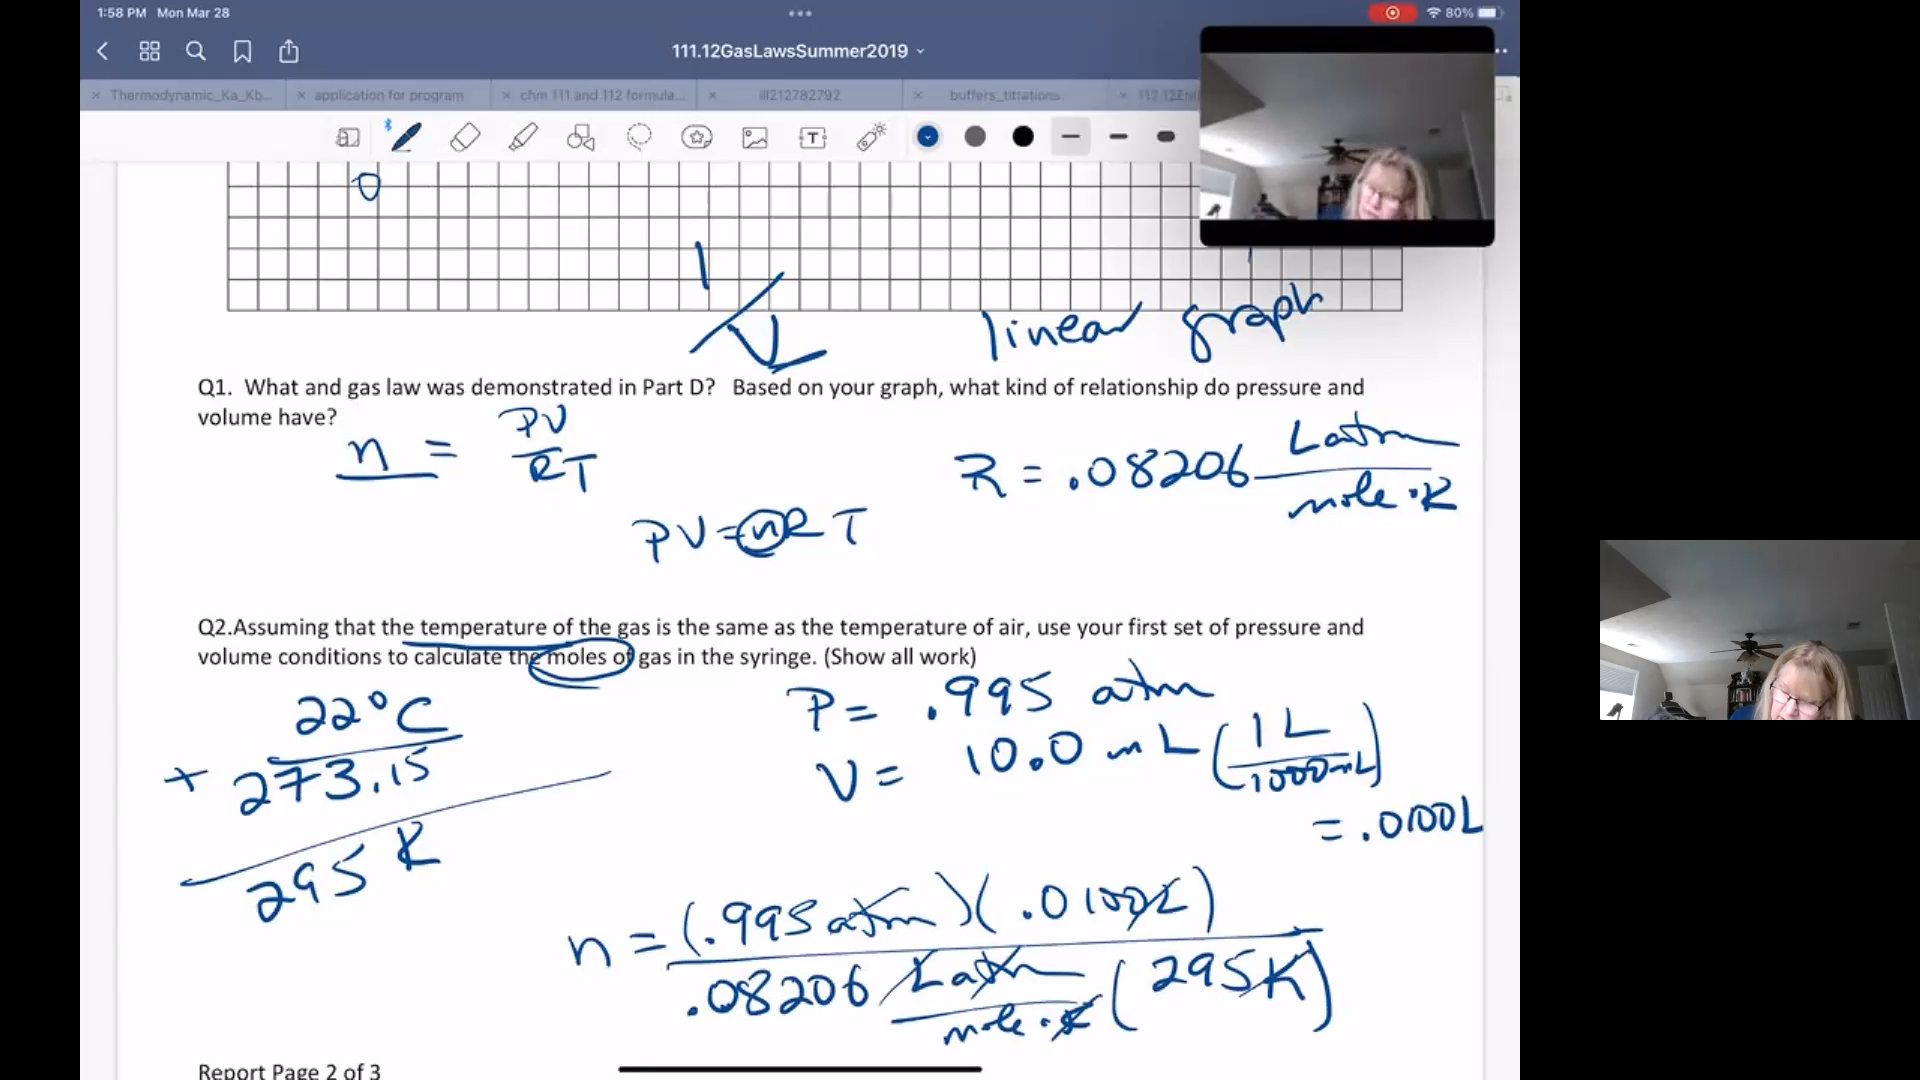 1:58 PM Mon Mar 28
80%
111.12GasLawsSummer2019
Thermodynamic_Ka_Kb...
application for program
chm 111 and 112 formula...
ill212782792
buffers_titrations.
T
0
1
V
linear graph
Q1. What and gas law was demonstrated in Part D? Based on your graph, what kind of relationship do pressure and
volume have?
n = PV
RT
R = .08206 Latm
mole·K
PV=nRT
Q2.Assuming that the temperature of the gas is the same as the temperature of air, use your first set of pressure and
volume conditions to calculate the moles of gas in the syringe. (Show all work)
22°C
+ 273.15
295 K
P = .995 atm
V = 10.0 mL (1 L
1000mL)
= .0100L
n = (.995 atm)(.0100L)
.08206 Latm (295K)
mole·K
Report Page 2 of 3